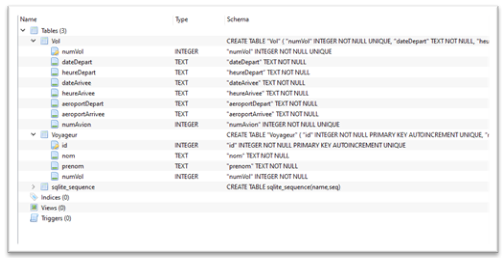 Name Type Schema
Tables (3)
Vol CREATE TABLE "Vol" ( "numVol" INTEGER NOT NULL UNIQUE, "dateDepart" TEXT NOT NULL, "heu
numVol INTEGER "numVol" INTEGER NOT NULL UNIQUE
dateDepart TEXT "dateDepart" TEXT NOT NULL
heureDepart TEXT "heureDepart" TEXT NOT NULL
dateArivee TEXT "dateArivee" TEXT NOT NULL
heureArivee TEXT "heureArivee" TEXT NOT NULL
aeroportDepart TEXT "aeroportDepart" TEXT NOT NULL
aeroportArrivee TEXT "aeroportArrivee" TEXT NOT NULL
numAvion INTEGER "numAvion" INTEGER NOT NULL UNIQUE
Voyageur CREATE TABLE "Voyageur" ( "id" INTEGER NOT NULL PRIMARY KEY AUTOINCREMENT UNIQUE, "
id INTEGER "id" INTEGER NOT NULL PRIMARY KEY AUTOINCREMENT UNIQUE
nom TEXT "nom" TEXT NOT NULL
prenom TEXT "prenom" TEXT NOT NULL
numVol INTEGER "numVol" INTEGER NOT NULL
sqlite_sequence CREATE TABLE sqlite_sequence(name,seq)
Indices (0)
Views (0)
Triggers (0)